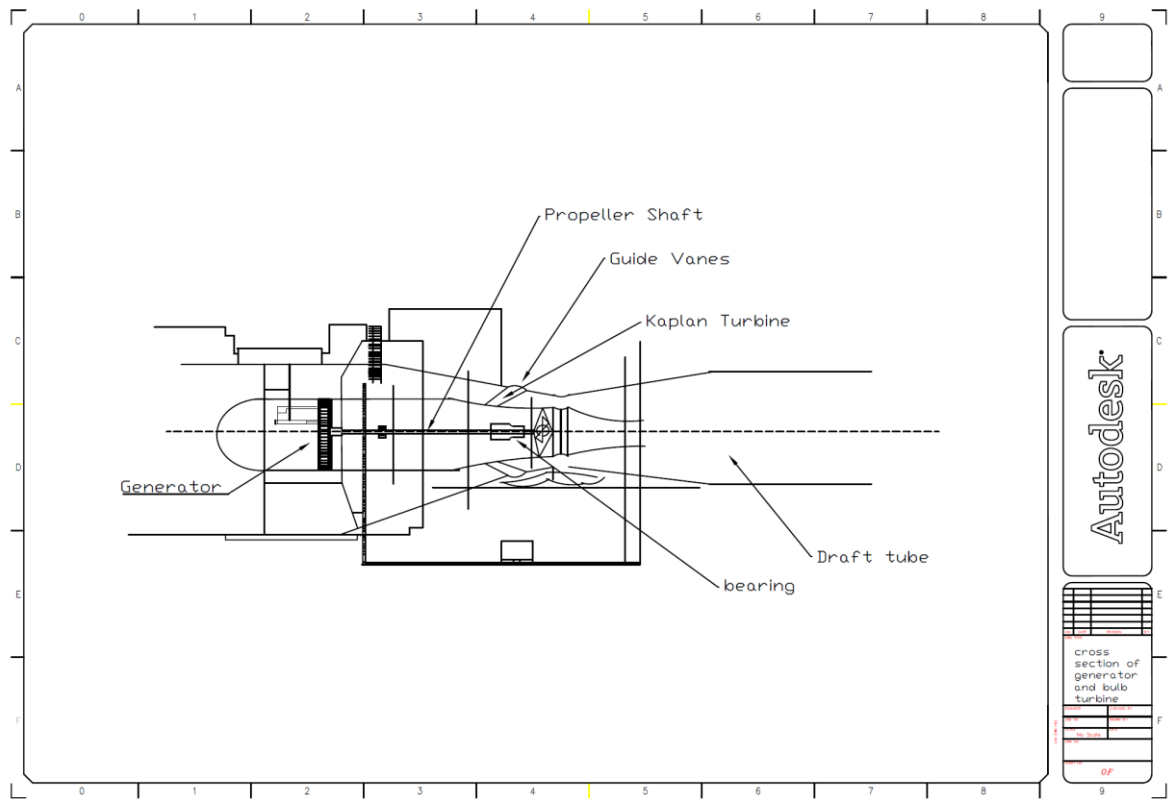 0 1 2 3 4 5 6 7 8 9
A A
B B
Propeller Shaft
Guide Vanes
Kaplan Turbine
C C
Autodesk
D D
Generator
Draft tube
bearing
E E
cross
section of
generator
and bulb
turbine
F F
No Scale
OF
0 1 2 3 4 5 6 7 8 9